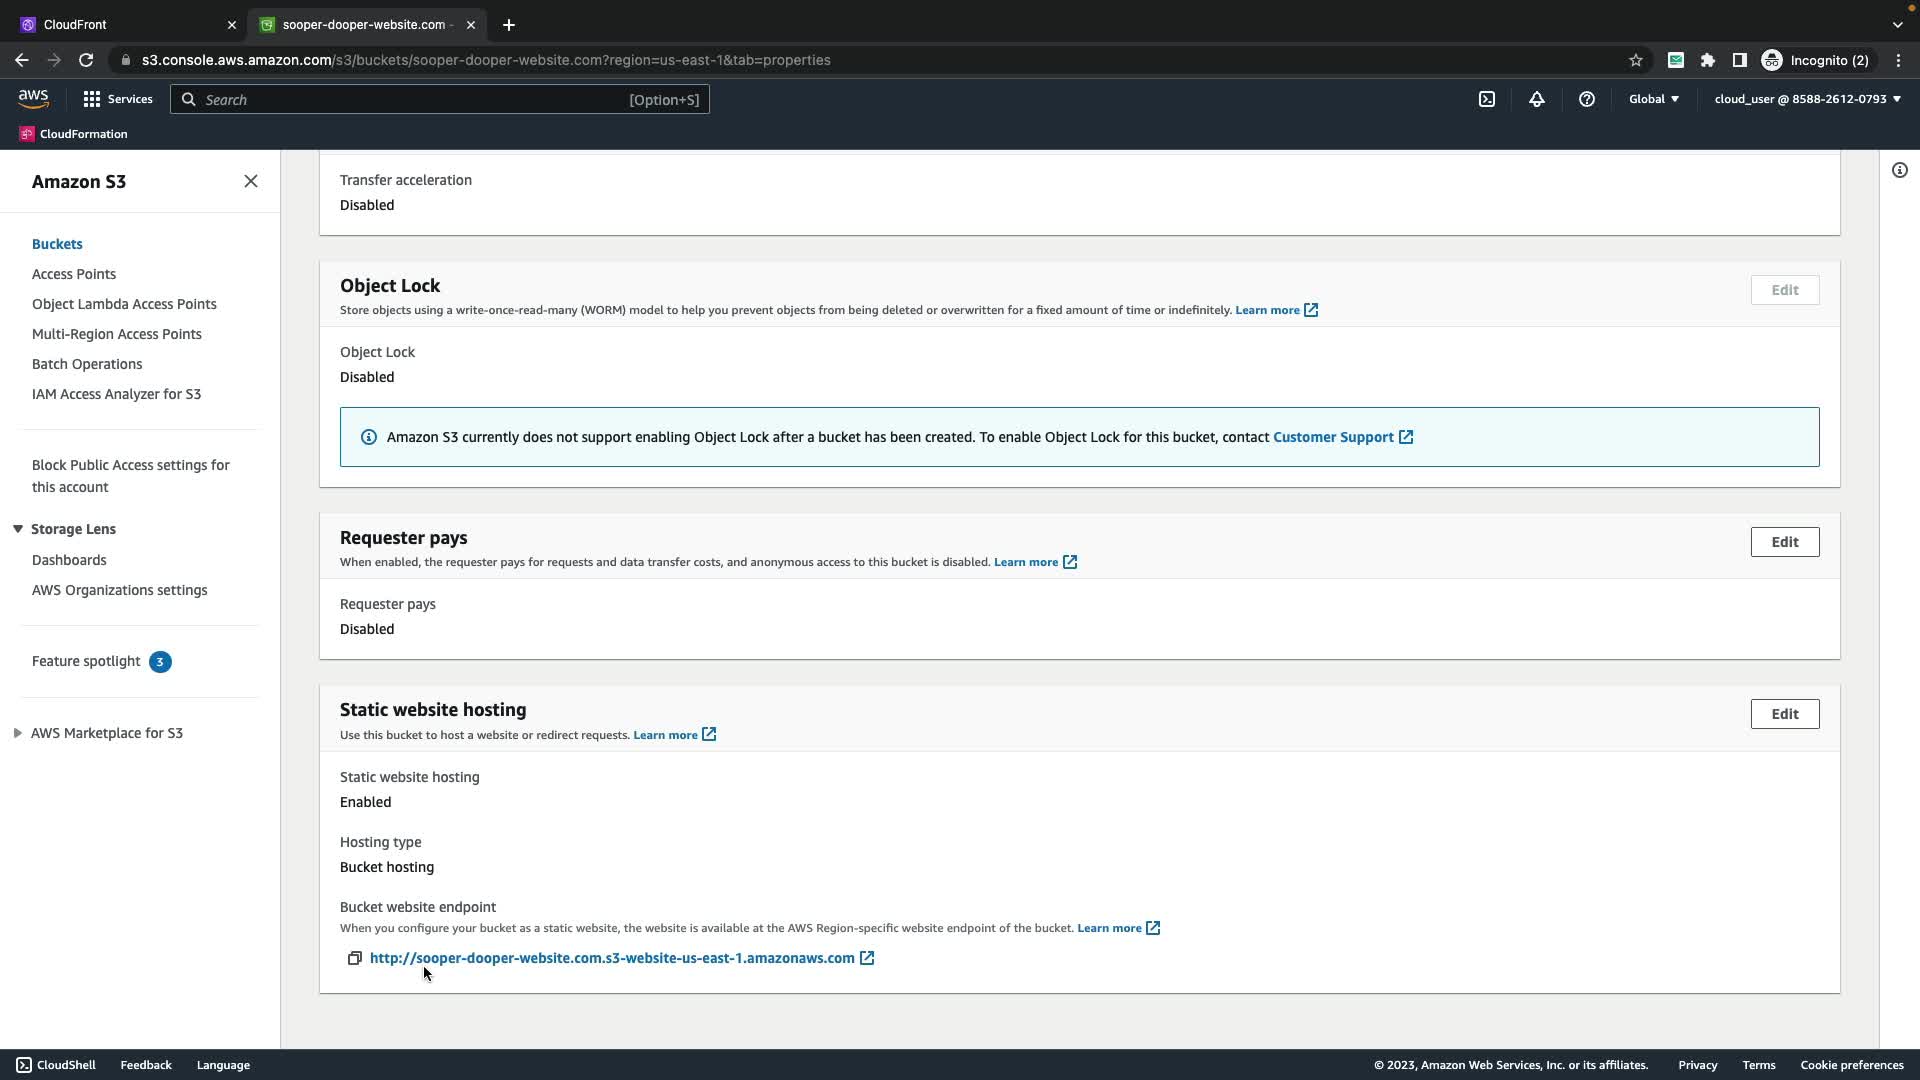 CloudFront
sooper-dooper-website.com -
s3.console.aws.amazon.com/s3/buckets/sooper-dooper-website.com?region=us-east-1&tab=properties
Incognito (2)
aws
Services
Search
[Option+S]
Global
cloud_user @ 8588-2612-0793
CloudFormation
Amazon S3
Buckets
Access Points
Object Lambda Access Points
Multi-Region Access Points
Batch Operations
IAM Access Analyzer for S3
Block Public Access settings for
this account
Storage Lens
Dashboards
AWS Organizations settings
Feature spotlight 3
AWS Marketplace for S3
Transfer acceleration
Disabled
Object Lock
Edit
Store objects using a write-once-read-many (WORM) model to help you prevent objects from being deleted or overwritten for a fixed amount of time or indefinitely. Learn more
Object Lock
Disabled
Amazon S3 currently does not support enabling Object Lock after a bucket has been created. To enable Object Lock for this bucket, contact Customer Support
Requester pays
Edit
When enabled, the requester pays for requests and data transfer costs, and anonymous access to this bucket is disabled. Learn more
Requester pays
Disabled
Static website hosting
Edit
Use this bucket to host a website or redirect requests. Learn more
Static website hosting
Enabled
Hosting type
Bucket hosting
Bucket website endpoint
When you configure your bucket as a static website, the website is available at the AWS Region-specific website endpoint of the bucket. Learn more
http://sooper-dooper-website.com.s3-website-us-east-1.amazonaws.com
CloudShell
Feedback
Language
© 2023, Amazon Web Services, Inc. or its affiliates.
Privacy
Terms
Cookie preferences